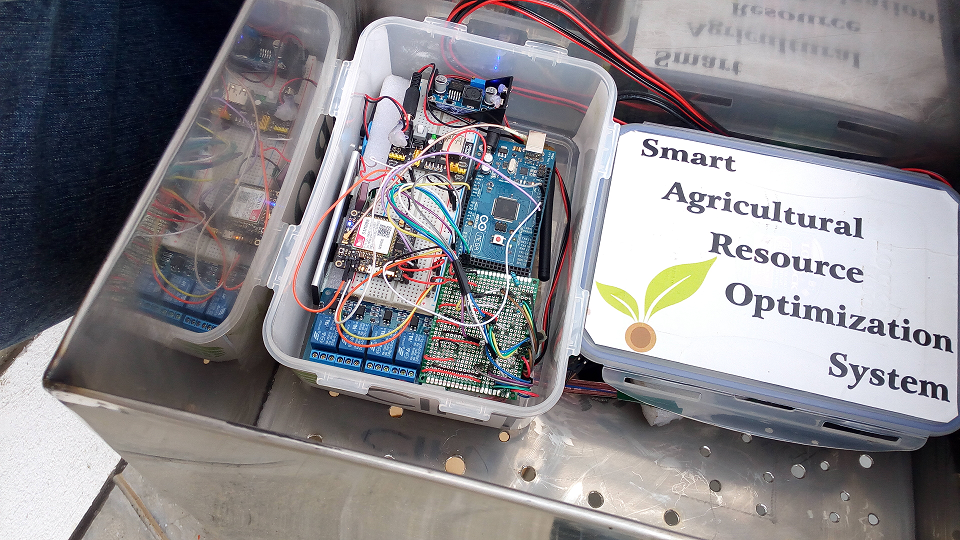 Smart
Agricultural
Resource
Optimization
System